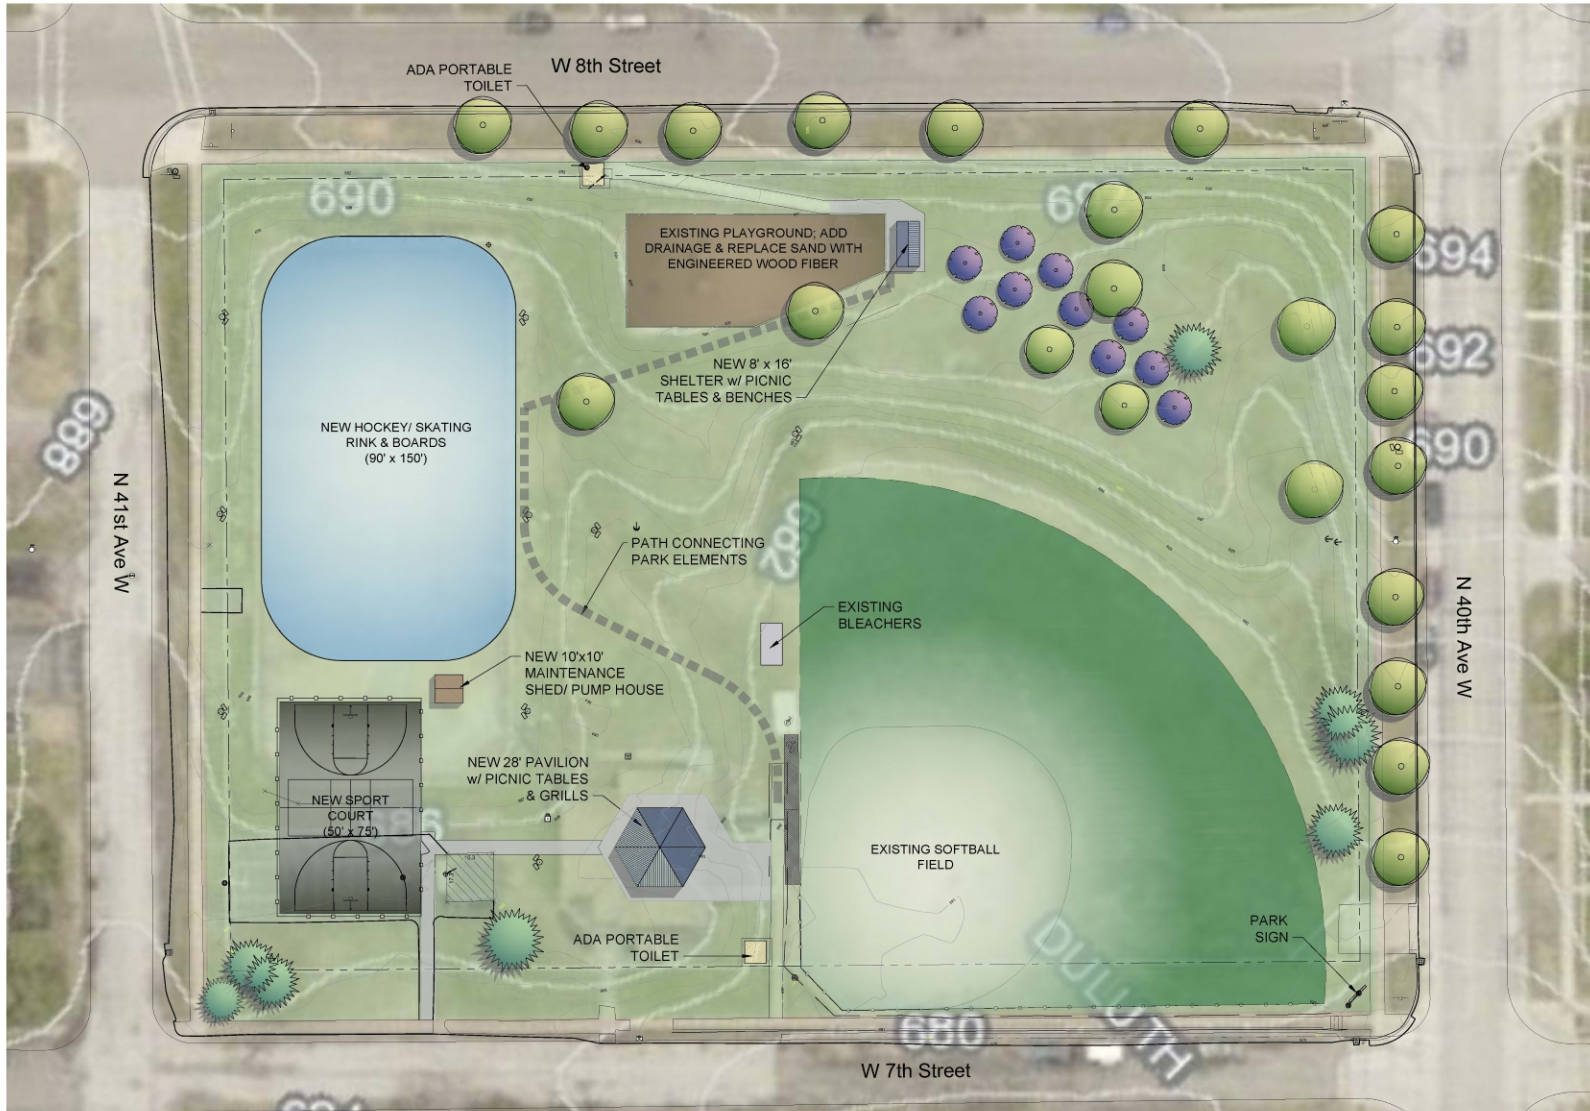 W 8th Street
ADA PORTABLE
TOILET
690
694
EXISTING PLAYGROUND; ADD
DRAINAGE & REPLACE SAND WITH
ENGINEERED WOOD FIBER
692
NEW 8' x 16'
SHELTER w/ PICNIC
TABLES & BENCHES
889
NEW HOCKEY/ SKATING
RINK & BOARDS
(90' x 150')
690
N 41st Ave W
PATH CONNECTING
PARK ELEMENTS
682
EXISTING
BLEACHERS
N 40th Ave W
NEW 10'x10'
MAINTENANCE
SHED/ PUMP HOUSE
NEW 28' PAVILION
w/ PICNIC TABLES
& GRILLS
NEW SPORT
COURT
(50' x 75')
686
EXISTING SOFTBALL
FIELD
PARK
SIGN
ADA PORTABLE
TOILET
DULUTH
680
W 7th Street